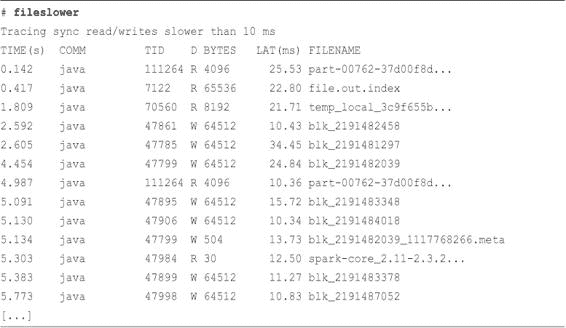 # fileslower
Tracing sync read/writes slower than 10 ms
TIME(s)  COMM           TID    D BYTES   LAT(ms) FILENAME
0.142    java           111264 R 4096      25.53 part-00762-37d00f8d...
0.417    java           7122   R 65536     22.80 file.out.index
1.809    java           70560  R 8192      21.71 temp_local_3c9f655b...
2.592    java           47861  W 64512     10.43 blk_2191482458
2.605    java           47785  W 64512     34.45 blk_2191481297
4.454    java           47799  W 64512     24.84 blk_2191482039
4.987    java           111264 R 4096      10.36 part-00762-37d00f8d...
5.091    java           47895  W 64512     15.72 blk_2191483348
5.130    java           47906  W 64512     10.34 blk_2191484018
5.134    java           47799  W 504       13.73 blk_2191482039_1117768266.meta
5.303    java           47984  R 30        12.50 spark-core_2.11-2.3.2...
5.383    java           47899  W 64512     11.27 blk_2191483378
5.773    java           47998  W 64512     10.83 blk_2191487052
[...]